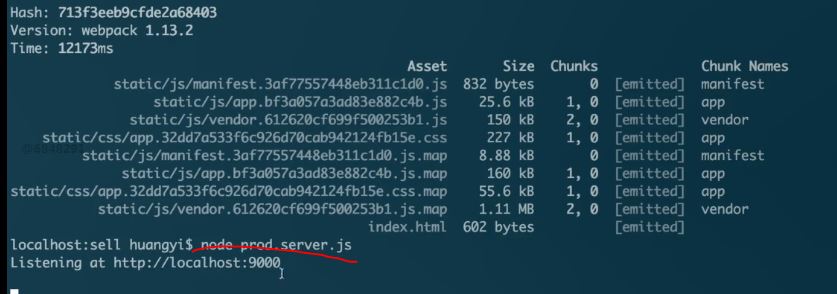 Hash: 713f3eeb9cfde2a68403
Version: webpack 1.13.2
Time: 12173ms
Asset Size Chunks Chunk Names
static/js/manifest.3af77557448eb311c1d0.js 832 bytes 0 [emitted] manifest
static/js/app.bf3a057a3ad83e882c4b.js 25.6 kB 1, 0 [emitted] app
static/js/vendor.612620cf699f500253b1.js 150 kB 2, 0 [emitted] vendor
static/css/app.32dd7a533f6c926d70cab942124fb15e.css 227 kB 1, 0 [emitted] app
static/js/manifest.3af77557448eb311c1d0.js.map 8.88 kB 0 [emitted] manifest
static/js/app.bf3a057a3ad83e882c4b.js.map 160 kB 1, 0 [emitted] app
static/css/app.32dd7a533f6c926d70cab942124fb15e.css.map 55.6 kB 1, 0 [emitted] app
static/js/vendor.612620cf699f500253b1.js.map 1.11 MB 2, 0 [emitted] vendor
index.html 602 bytes [emitted]
localhost:sell huangyi$ node prod.server.js
Listening at http://localhost:9000